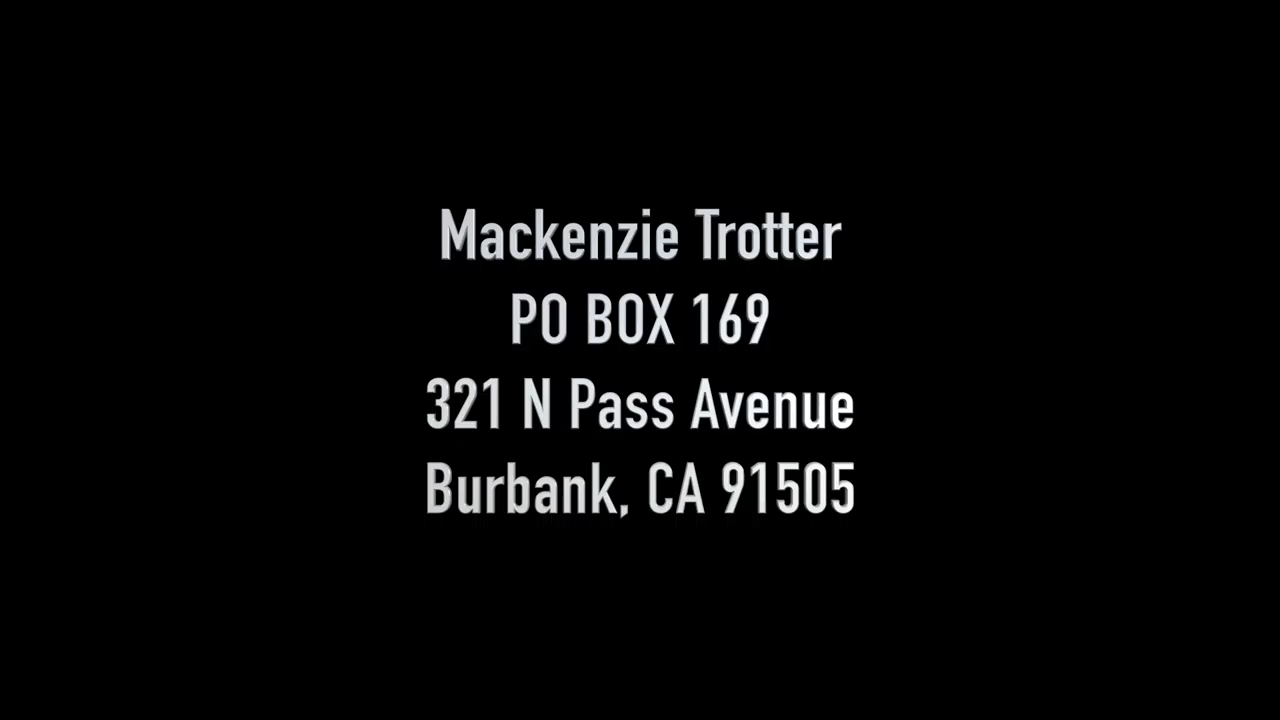 Mackenzie Trotter
PO BOX 169
321 N Pass Avenue
Burbank, CA 91505